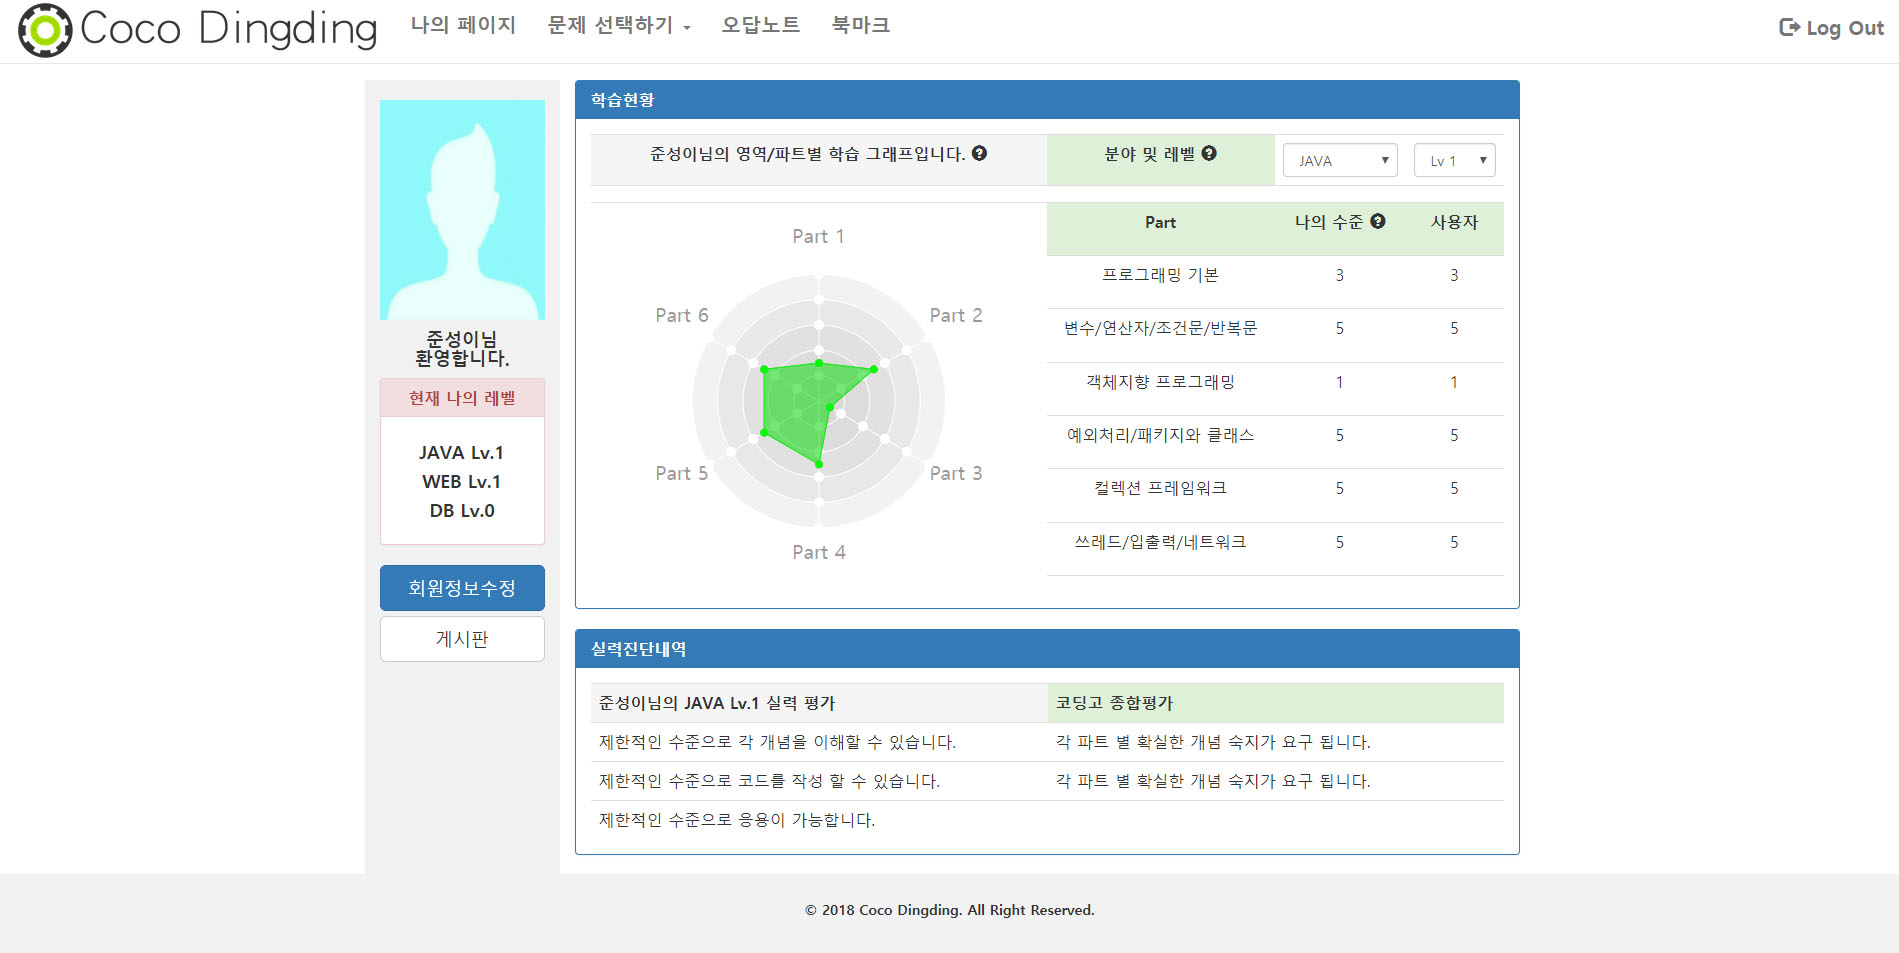 Coco Dingding
나의 페이지
문제 선택하기
오답노트
북마크
Log Out
준성이님
환영합니다.
현재 나의 레벨
JAVA Lv.1
WEB Lv.1
DB Lv.0
회원정보수정
게시판
학습현황
준성이님의 영역/파트별 학습 그래프입니다.
분야 및 레벨
JAVA
Lv 1
Part 1
Part 2
Part 3
Part 4
Part 5
Part 6
Part 나의 수준 사용자
프로그래밍 기본 3 3
변수/연산자/조건문/반복문 5 5
객체지향 프로그래밍 1 1
예외처리/패키지와 클래스 5 5
컬렉션 프레임워크 5 5
쓰레드/입출력/네트워크 5 5
실력진단내역
준성이님의 JAVA Lv.1 실력 평가 코딩고 종합평가
제한적인 수준으로 각 개념을 이해할 수 있습니다. 각 파트 별 확실한 개념 숙지가 요구 됩니다.
제한적인 수준으로 코드를 작성 할 수 있습니다. 각 파트 별 확실한 개념 숙지가 요구 됩니다.
제한적인 수준으로 응용이 가능합니다.
© 2018 Coco Dingding. All Right Reserved.